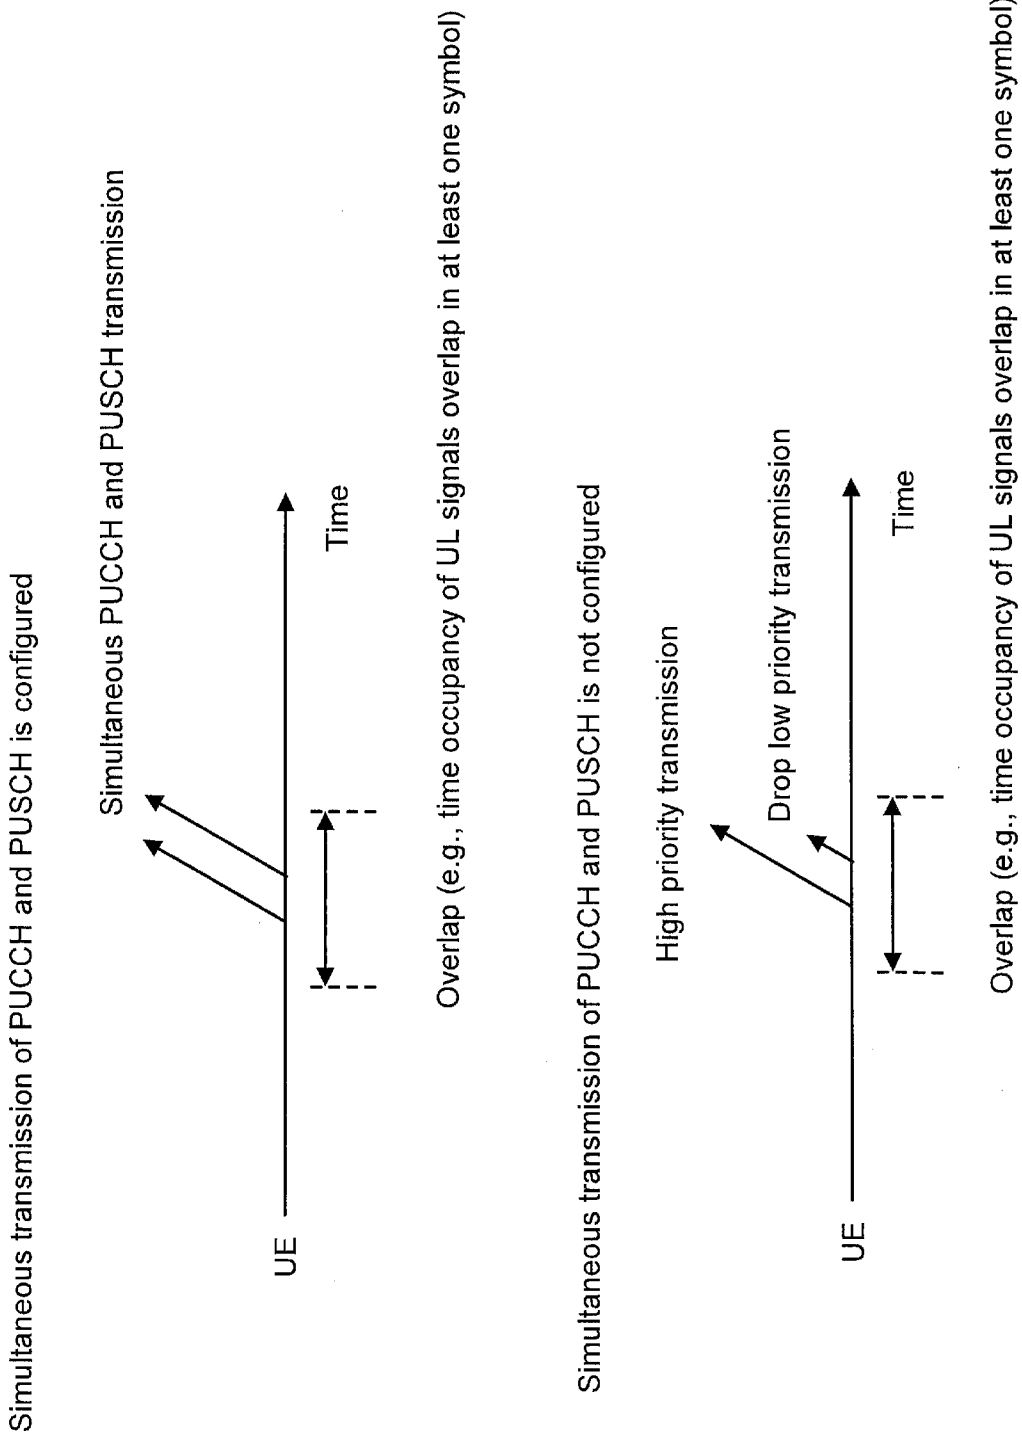 Simultaneous transmission of PUCCH and PUSCH is configured
Simultaneous PUCCH and PUSCH transmission
UE
Time
Overlap (e.g., time occupancy of UL signals overlap in at least one symbol)
Simultaneous transmission of PUCCH and PUSCH is not configured
High priority transmission
Drop low priority transmission
UE
Time
Overlap (e.g., time occupancy of UL signals overlap in at least one symbol)